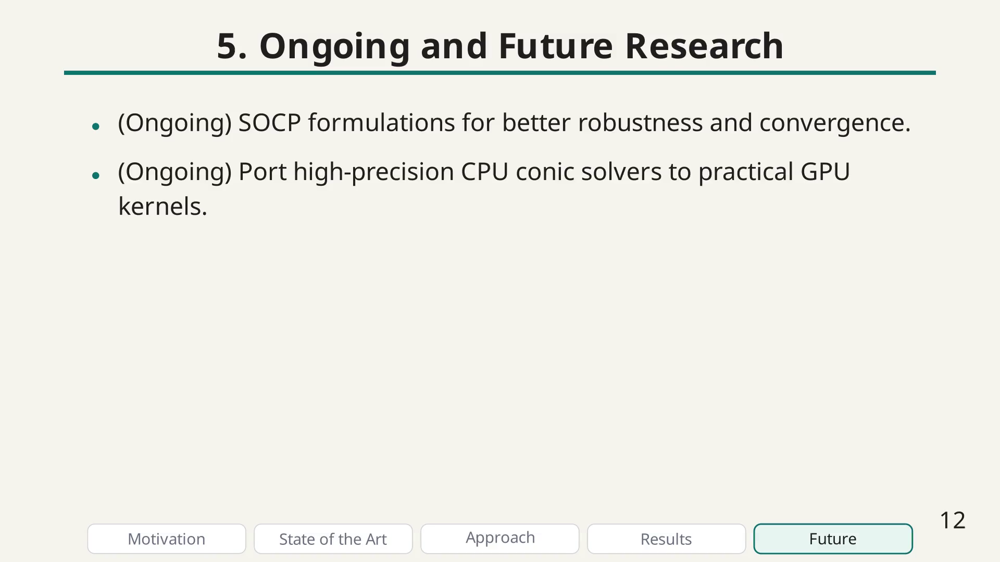 5. Ongoing and Future Research
• (Ongoing) SOCP formulations for better robustness and convergence.
• (Ongoing) Port high-precision CPU conic solvers to practical GPU
kernels.
12
Motivation
State of the Art
Approach
Results
Future